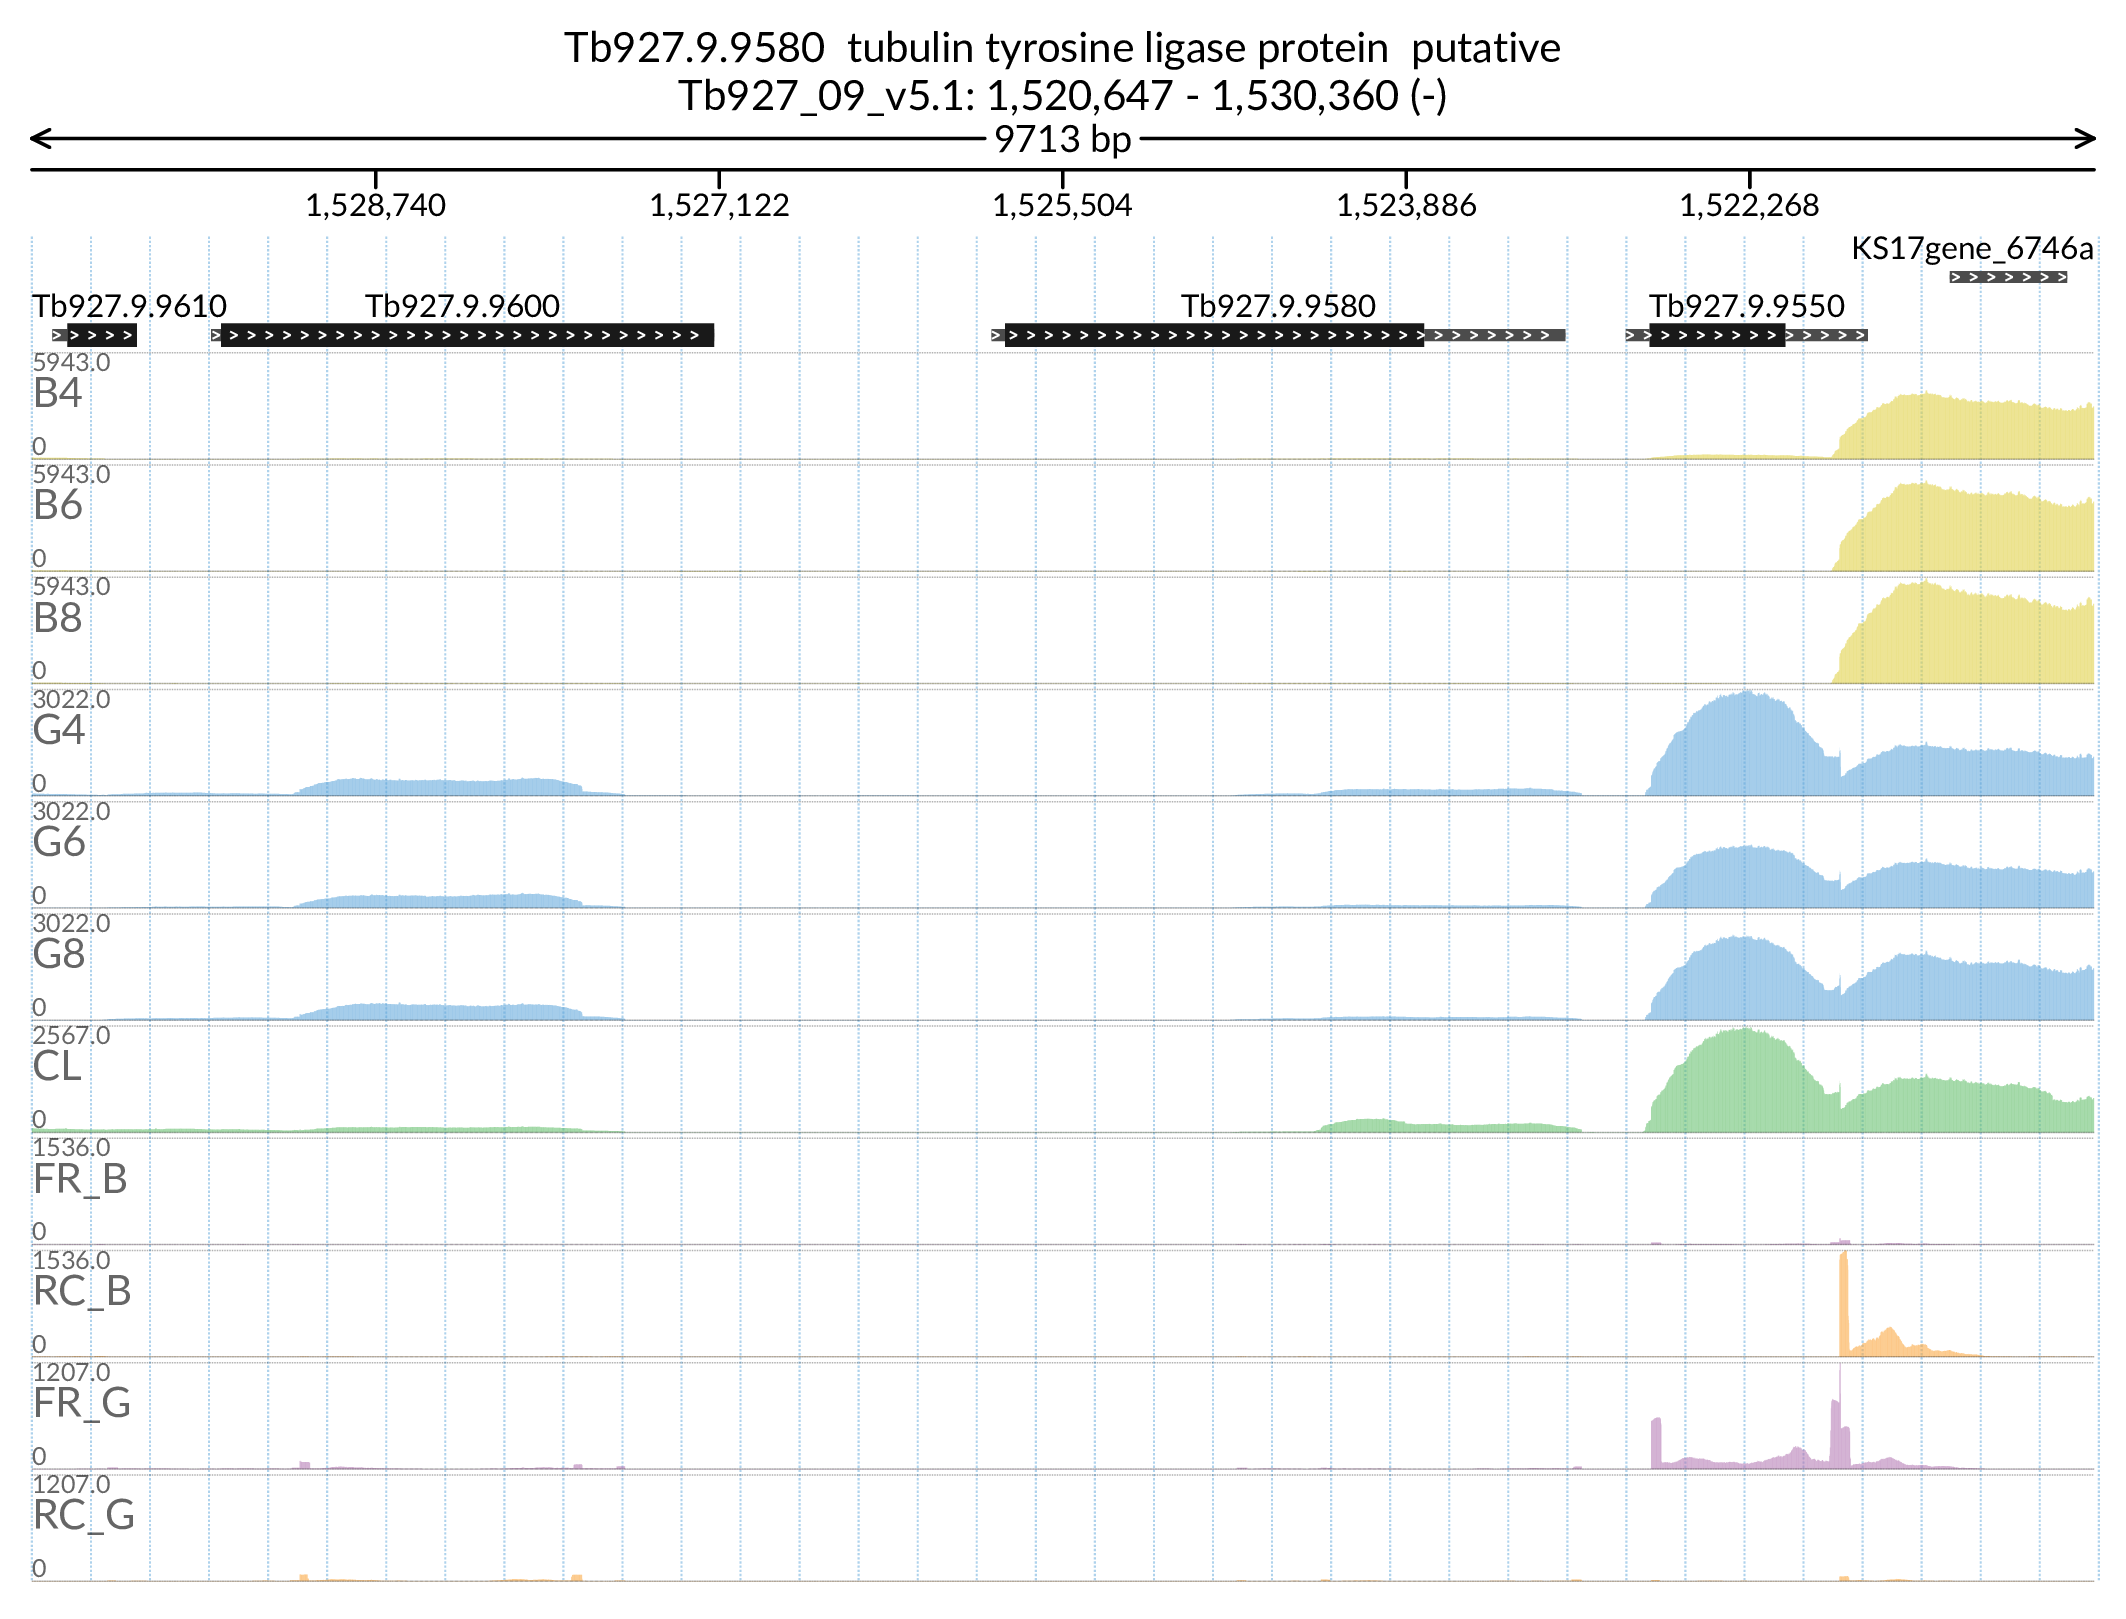 Tb927.9.9580  tubulin tyrosine ligase protein  putative
Tb927_09_v5.1: 1,520,647 - 1,530,360 (-)
9713 bp
1,528,740 1,527,122 1,525,504 1,523,886 1,522,268
KS17gene_6746a
Tb927.9.9610 Tb927.9.9600 Tb927.9.9580 Tb927.9.9550
5943.0
B4
0
5943.0
B6
0
5943.0
B8
0
3022.0
G4
0
3022.0
G6
0
3022.0
G8
0
2567.0
CL
0
1536.0
FR_B
0
1536.0
RC_B
0
1207.0
FR_G
0
1207.0
RC_G
0